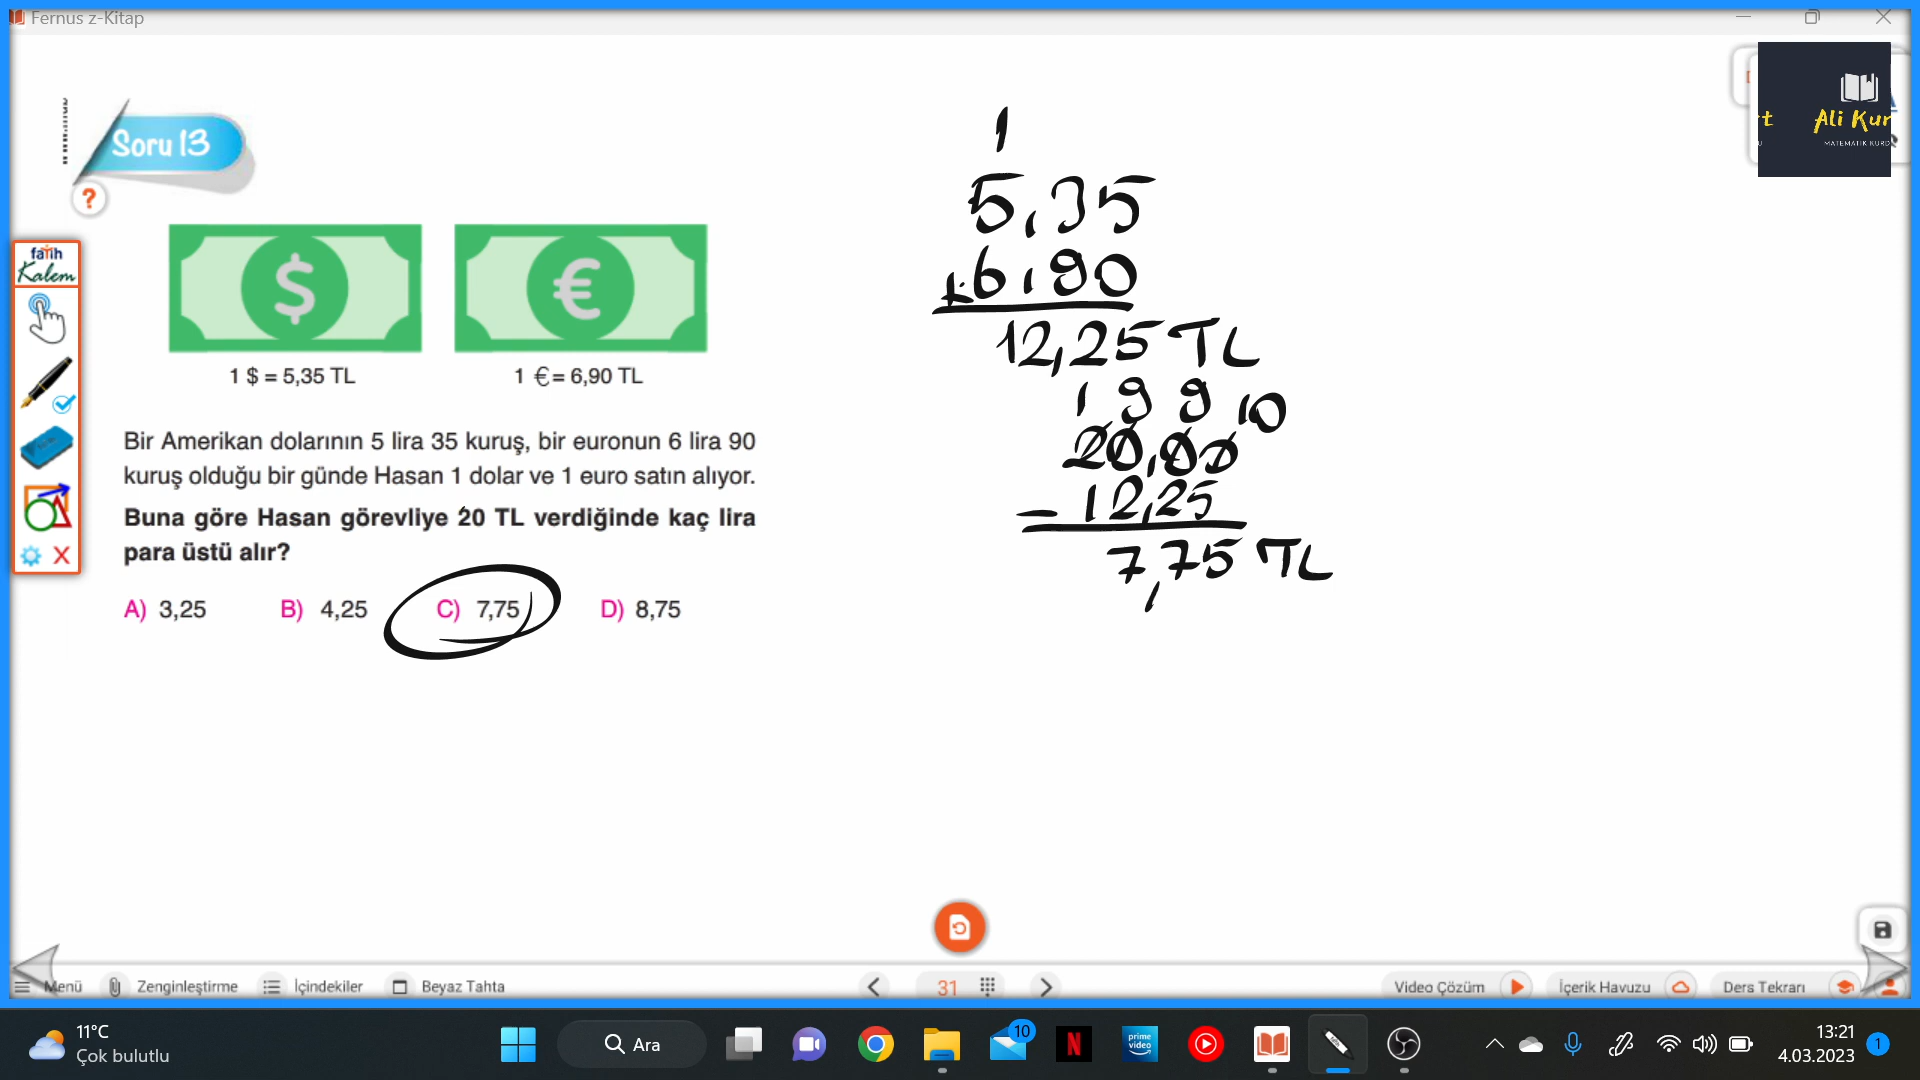 Fernus z-Kitap
Soru 13
?
fatih
Kalem
$
€
1 $ = 5,35 TL
1 €= 6,90 TL
Bir Amerikan dolarının 5 lira 35 kuruş, bir euronun 6 lira 90
kuruş olduğu bir günde Hasan 1 dolar ve 1 euro satın alıyor.
Buna göre Hasan görevliye 20 TL verdiğinde kaç lira
para üstü alır?
A) 3,25 B) 4,25 C) 7,75 D) 8,75
1
5,35
+ 6,90
12,25 TL
1 9 9 10
20,00
- 12,25
7,75 TL
Ali Kur
MATEMATİK KURD
Menü
Zenginleştirme
İçindekiler
Beyaz Tahta
31
Video Çözüm
İçerik Havuzu
Ders Tekrarı
11°C
Çok bulutlu
Ara
10
N
prime
video
13:21
4.03.2023
1